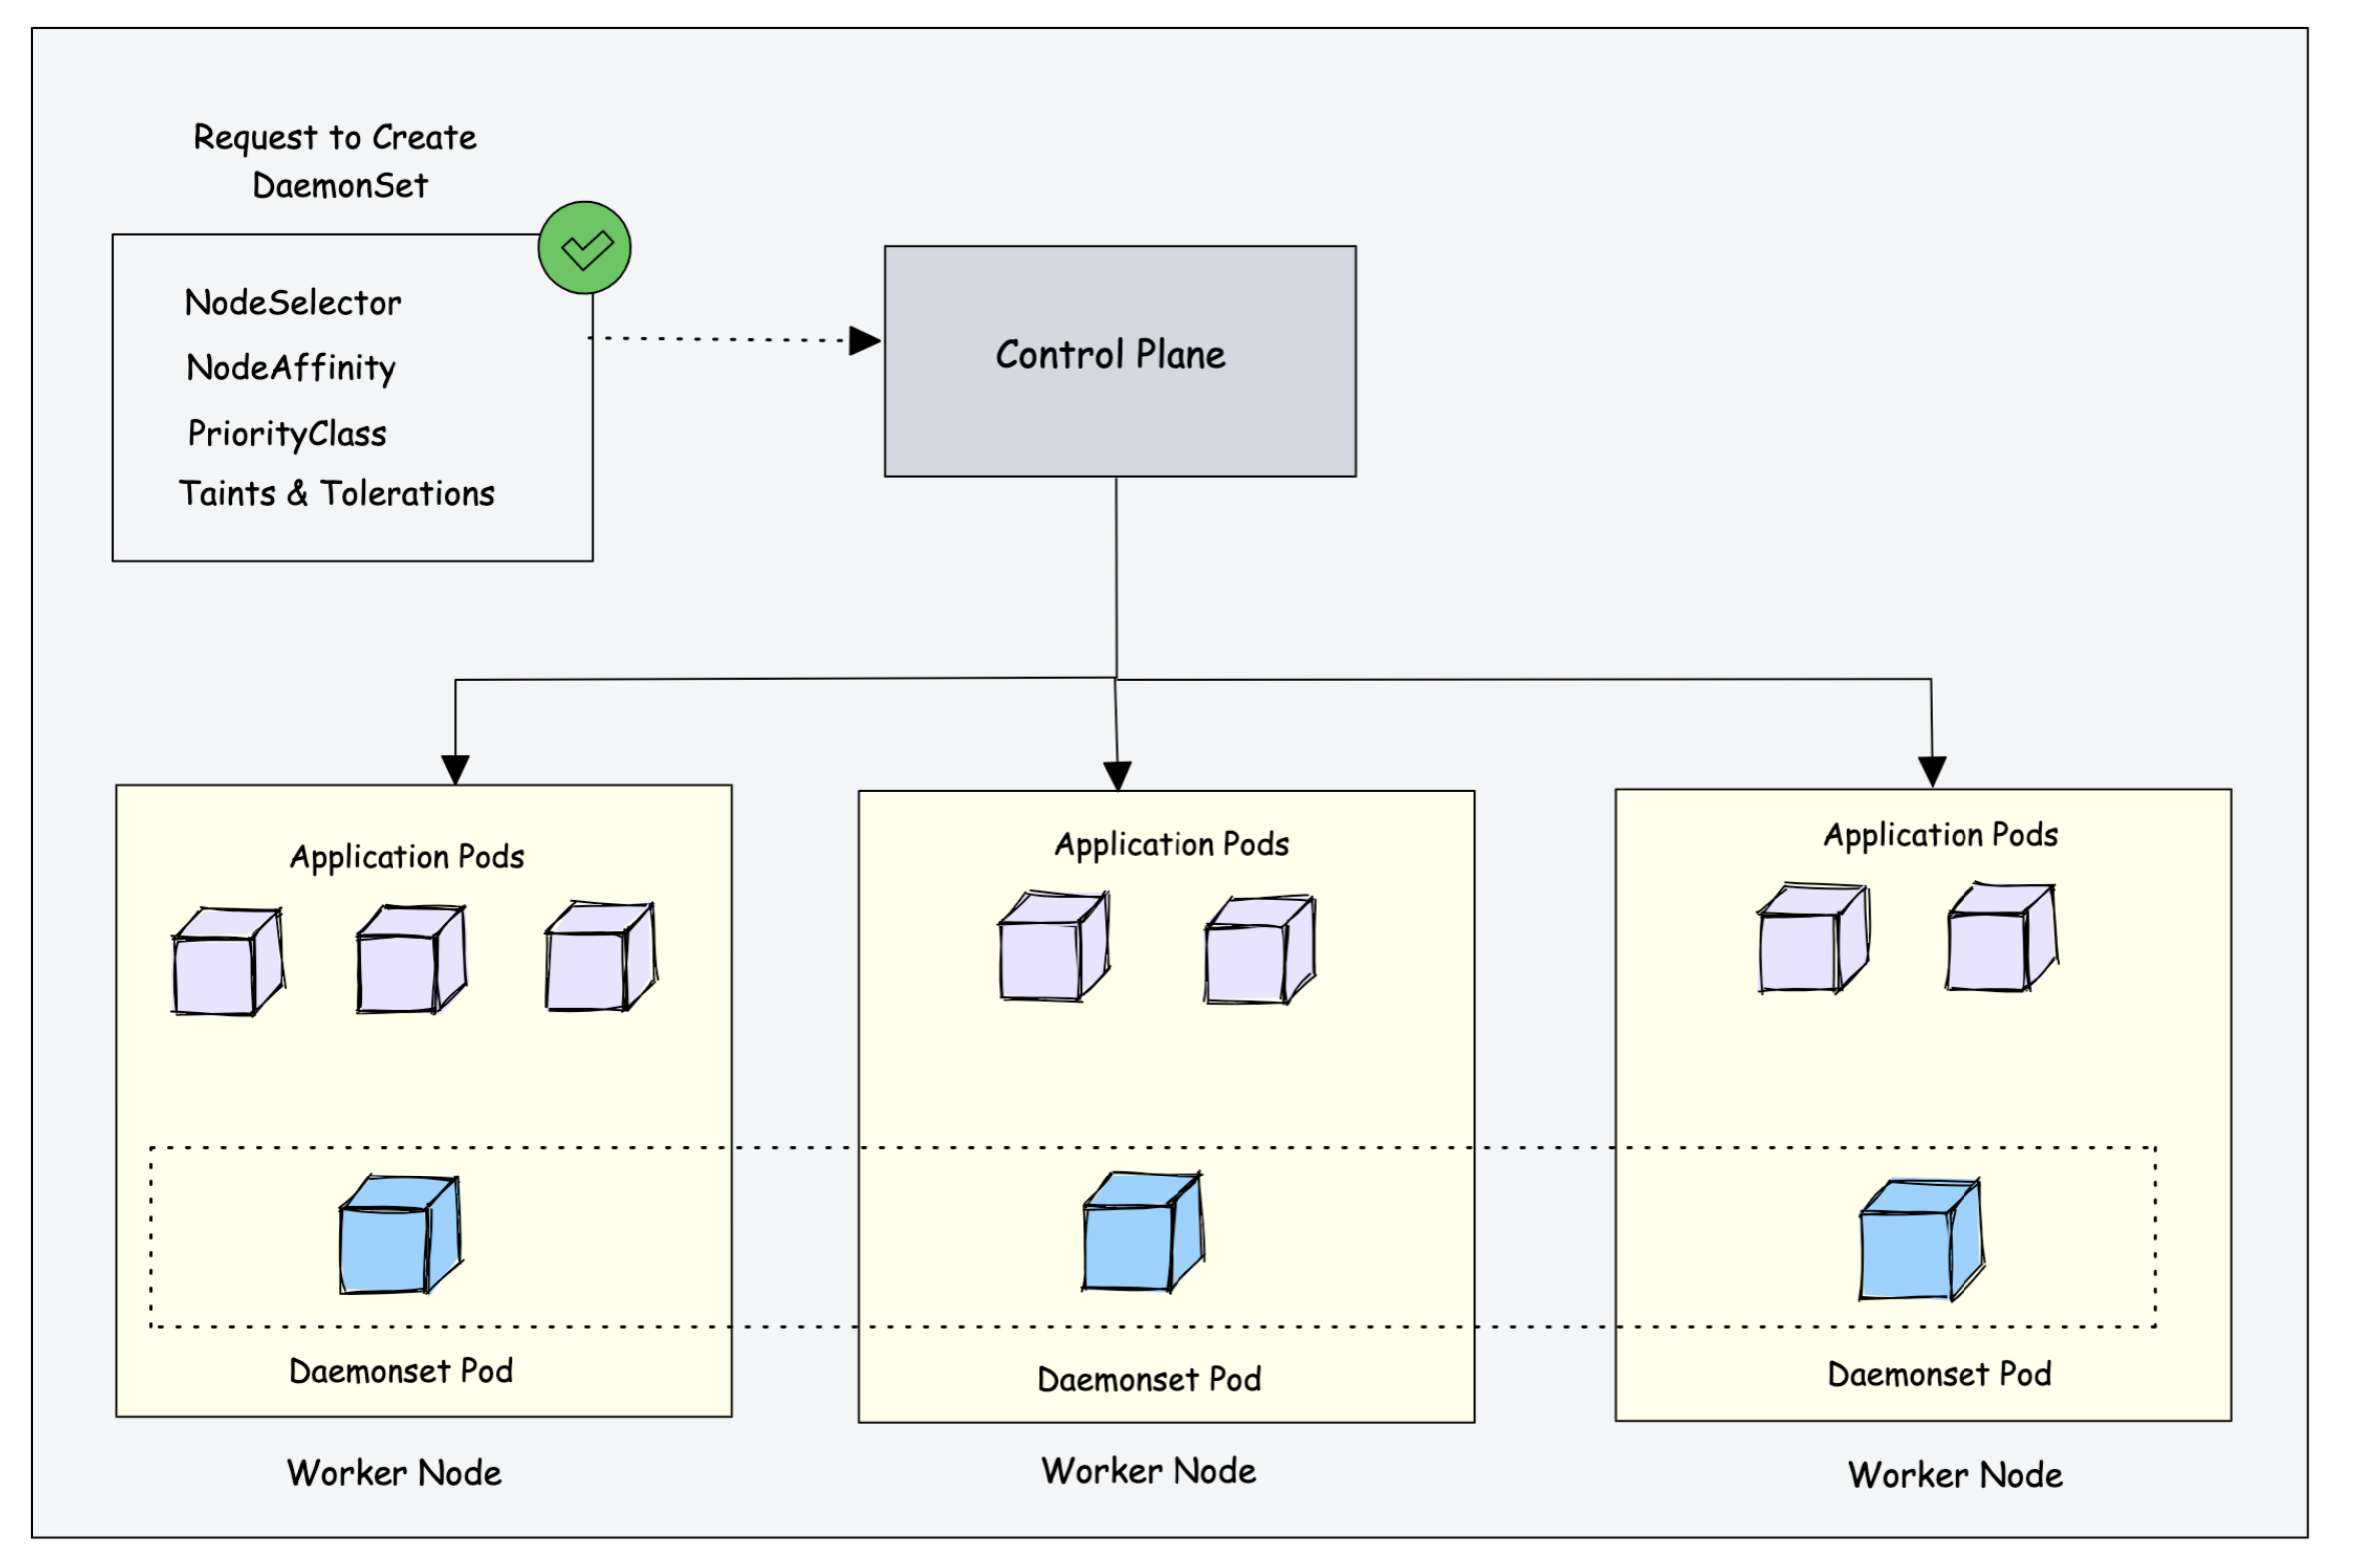 Request to Create
DaemonSet
NodeSelector
NodeAffinity
PriorityClass
Taints & Tolerations
Control Plane
Application Pods
Application Pods
Application Pods
Daemonset Pod
Daemonset Pod
Daemonset Pod
Worker Node
Worker Node
Worker Node